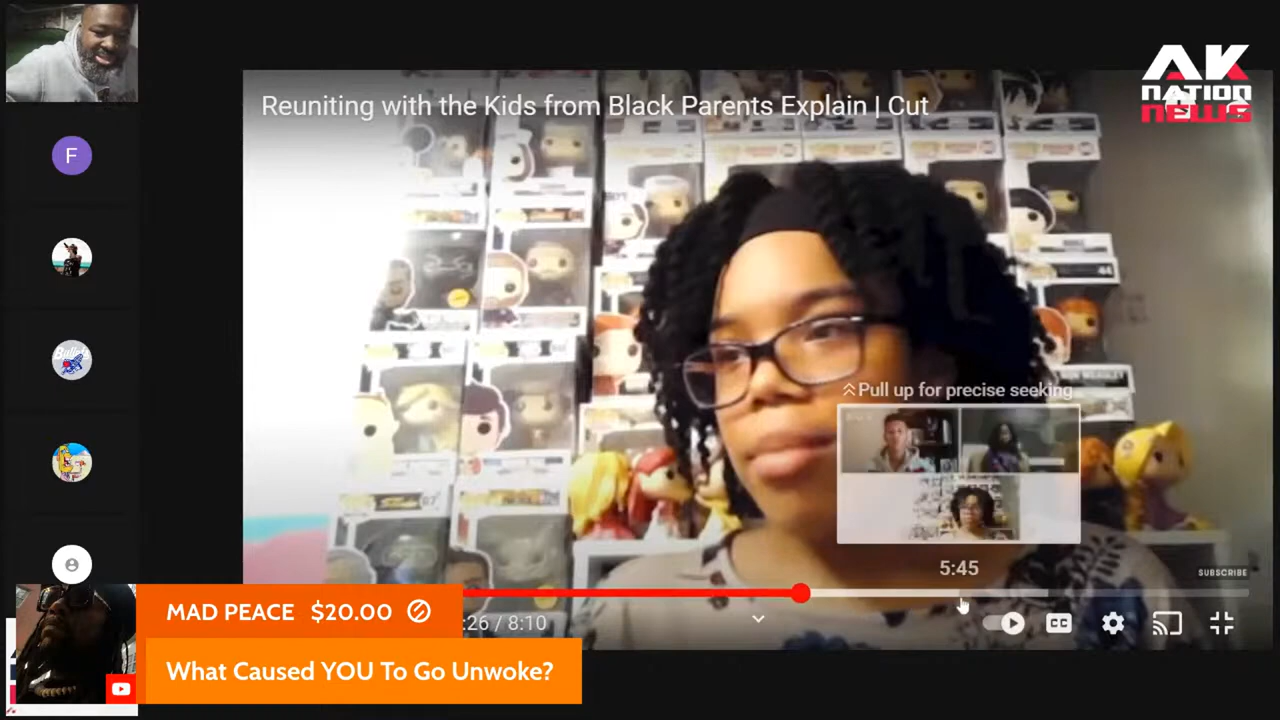 AK
NATION
NEWS
Reuniting with the Kids from Black Parents Explain | Cut
F
Pull up for precise seeking
5:45
SUBSCRIBE
:26 / 8:10
CC
MAD PEACE $20.00
What Caused YOU To Go Unwoke?